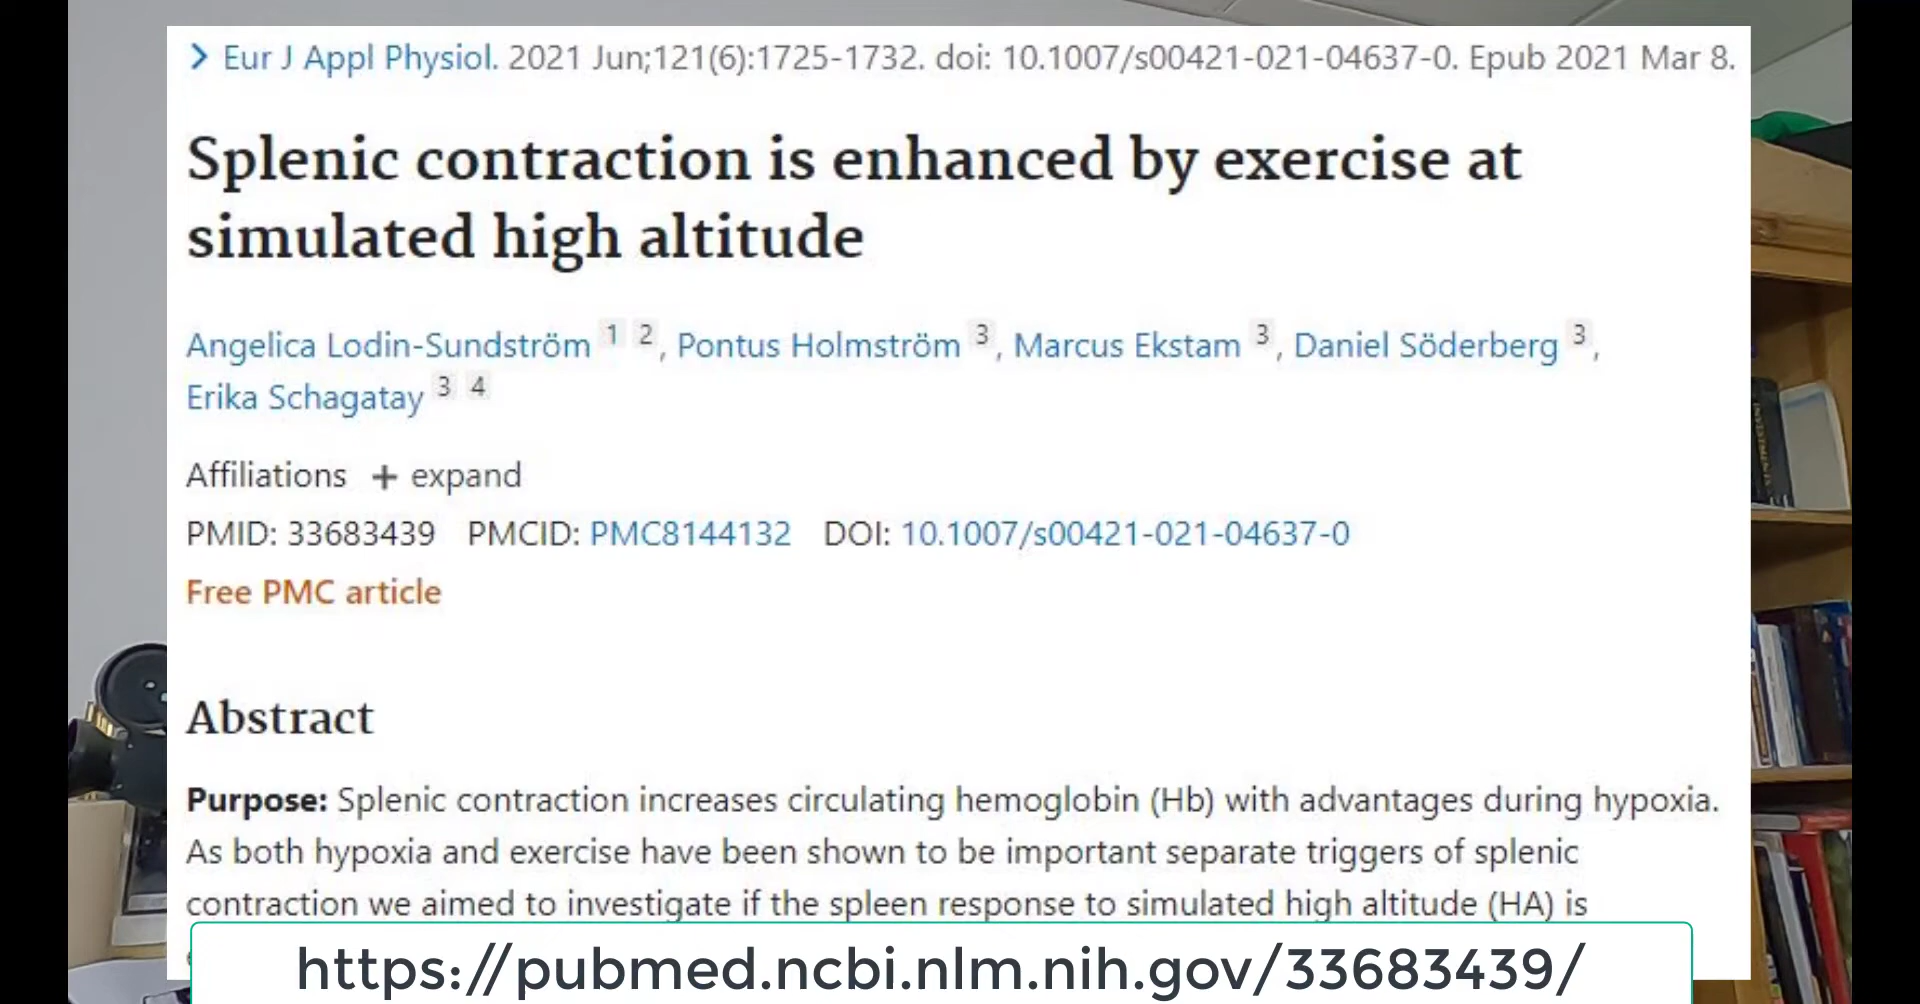 > Eur J Appl Physiol. 2021 Jun;121(6):1725-1732. doi: 10.1007/s00421-021-04637-0. Epub 2021 Mar 8.
Splenic contraction is enhanced by exercise at
simulated high altitude
Angelica Lodin-Sundström 1 2, Pontus Holmström 3, Marcus Ekstam 3, Daniel Söderberg 3,
Erika Schagatay 3 4
Affiliations + expand
PMID: 33683439 PMCID: PMC8144132 DOI: 10.1007/s00421-021-04637-0
Free PMC article
Abstract
Purpose: Splenic contraction increases circulating hemoglobin (Hb) with advantages during hypoxia.
As both hypoxia and exercise have been shown to be important separate triggers of splenic
contraction we aimed to investigate if the spleen response to simulated high altitude (HA) is
https://pubmed.ncbi.nlm.nih.gov/33683439/